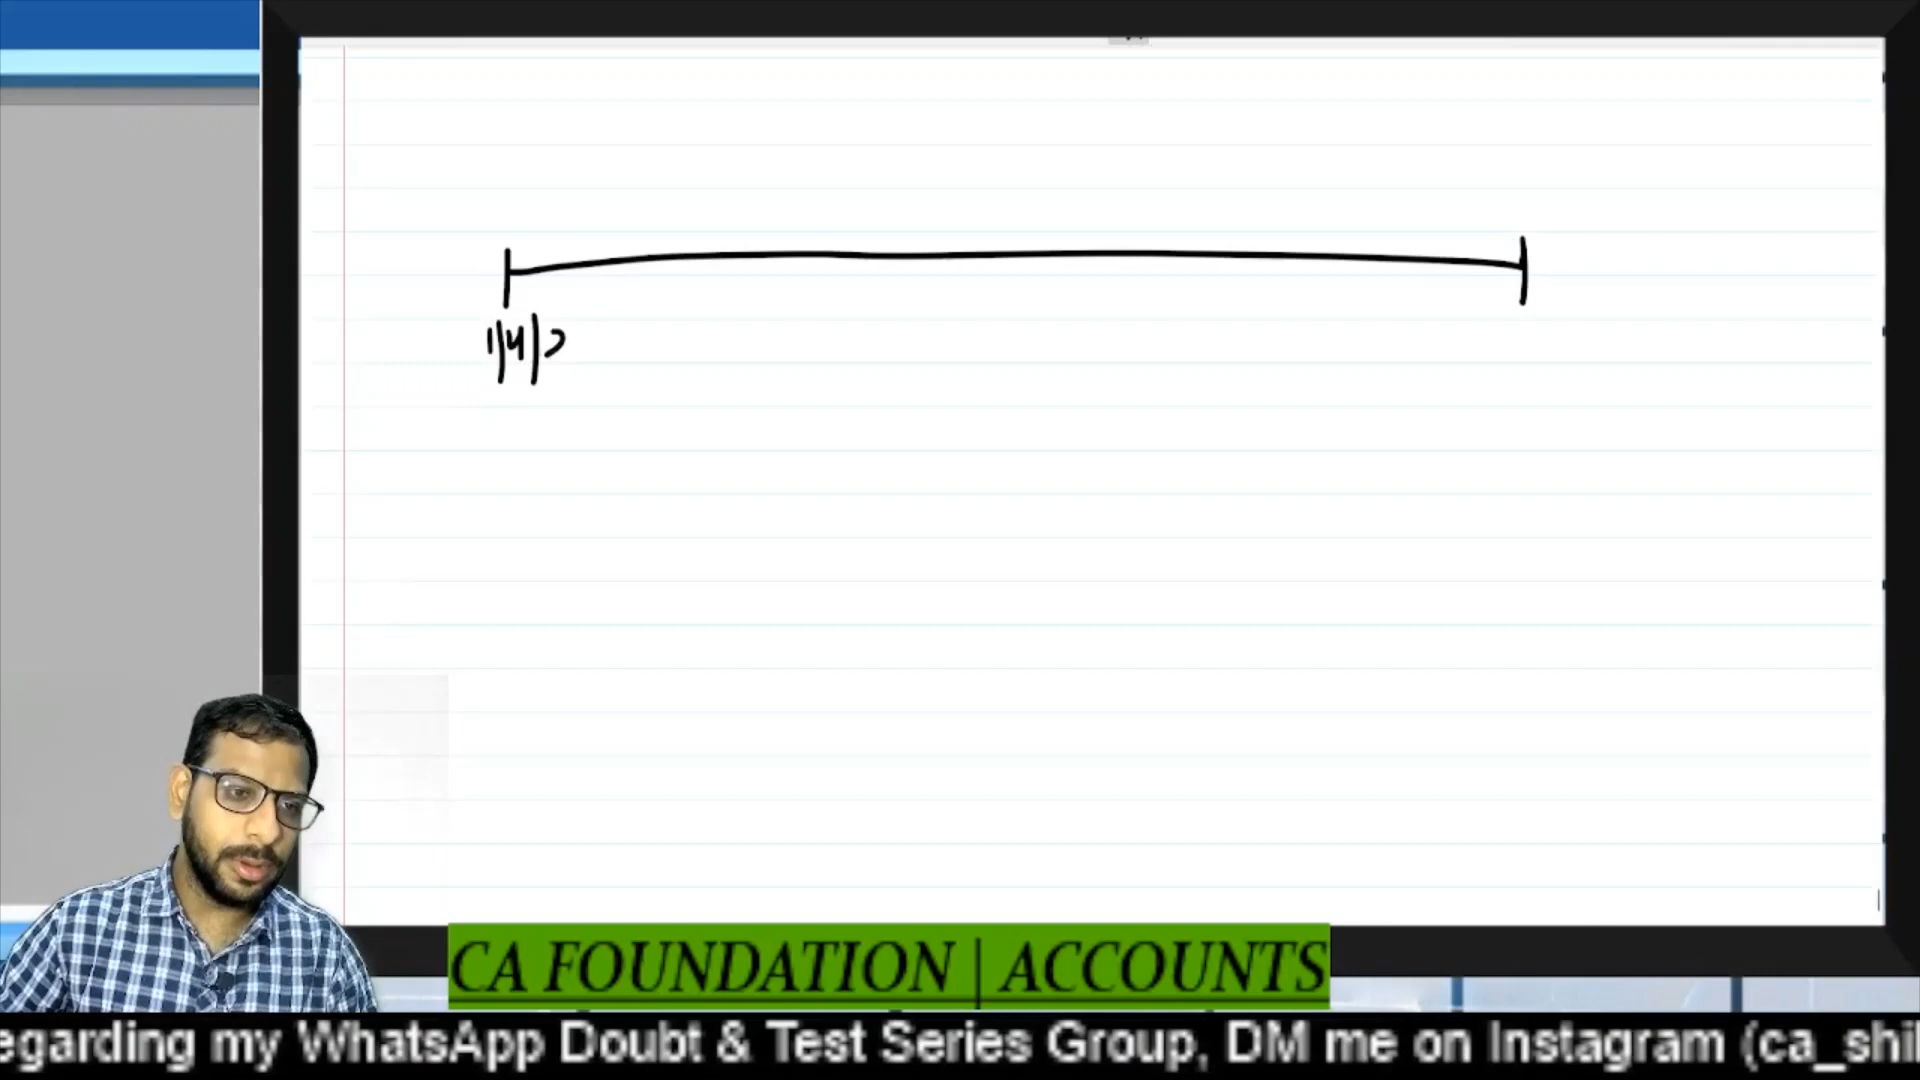 1/4/2
CA FOUNDATION | ACCOUNTS
egarding my WhatsApp Doubt & Test Series Group, DM me on Instagram (ca_shil